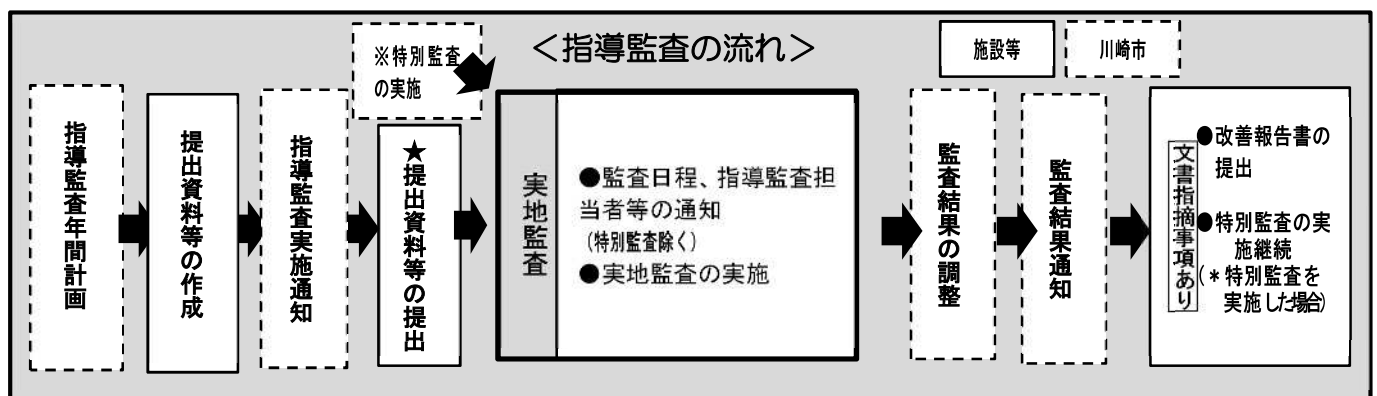 ＜指導監査の流れ＞
施設等
川崎市
※特別監査
の実施
指導監査年間計画
提出資料等の作成
指導監査実施通知
★提出資料等の提出
実地監査
●監査日程、指導監査担
当者等の通知
（特別監査除く）
●実地監査の実施
監査結果の調整
監査結果通知
文書指摘事項あり
●改善報告書の
提出
●特別監査の実
施継続
(＊特別監査を
実施した場合)